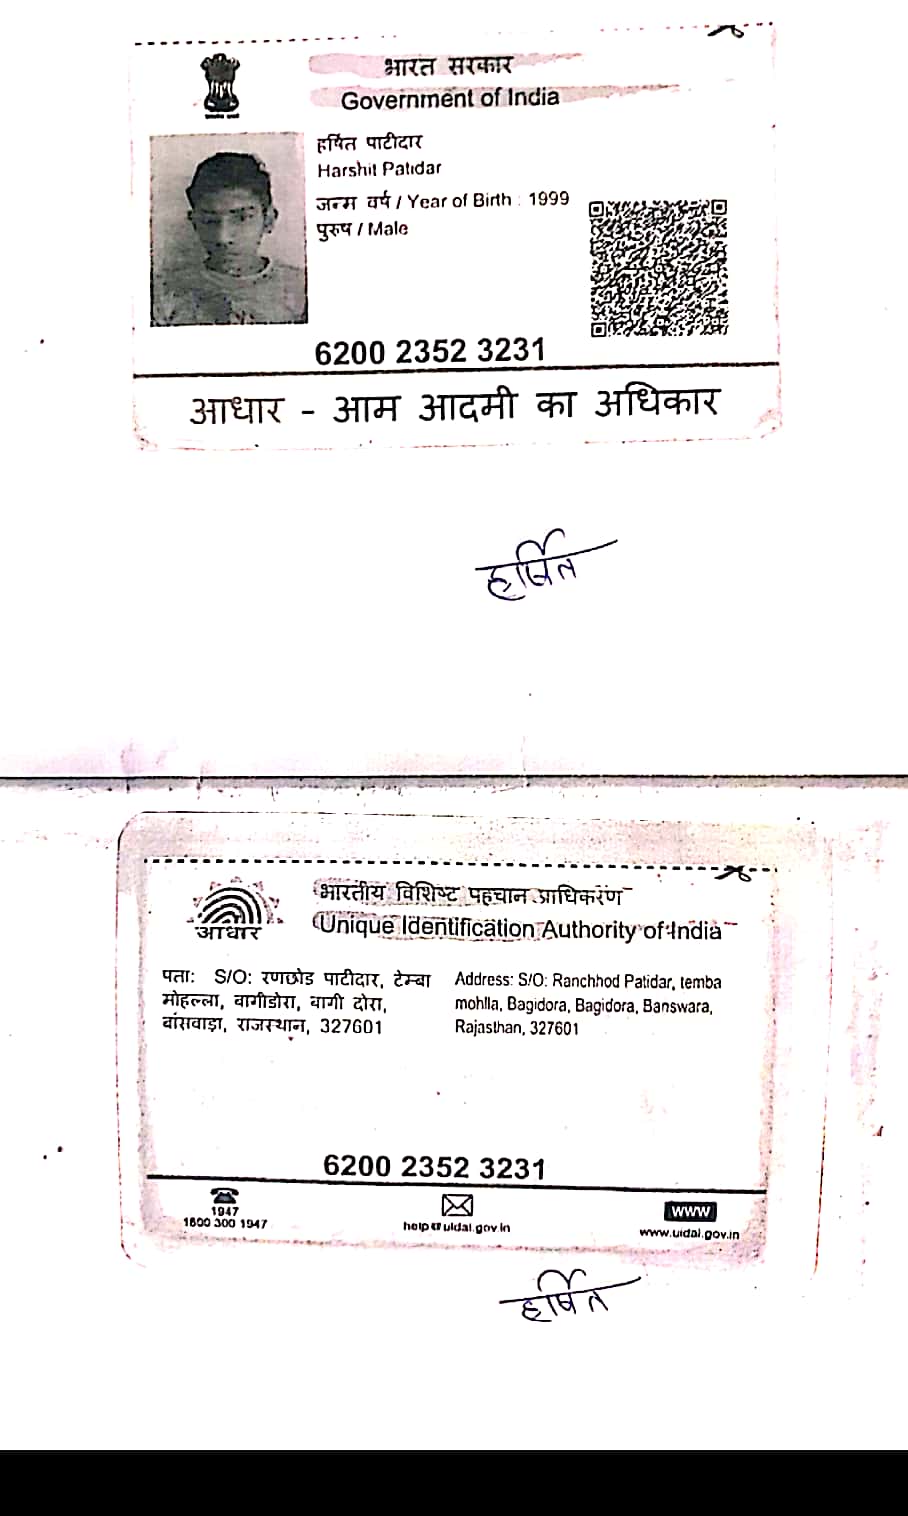 भारत सरकार
Government of India
हर्षित पाटीदार
Harshit Patidar
जन्म वर्ष / Year of Birth : 1999
पुरुष / Male
6200 2352 3231
आधार - आम आदमी का अधिकार
हर्षित
भारतीय विशिष्ट पहचान प्राधिकरण
Unique Identification Authority of India
आधार
पता: S/O: रणछोड पाटीदार, टेम्बा
मोहल्ला, बागीडोरा, बागी दोरा,
बांसवाड़ा, राजस्थान, 327601
Address: S/O: Ranchhod Patidar, temba
mohlla, Bagidora, Bagidora, Banswara,
Rajasthan, 327601
6200 2352 3231
1947
1800 300 1947
help@uidai.gov.in
www
www.uidai.gov.in
हर्षित